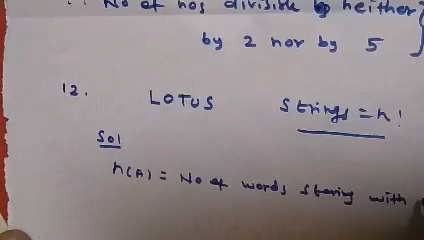 ∴ No of nos divisible by neither
by 2 nor by 5
12. LOTUS Strings = n!
Sol
n(A) = No of words staring with